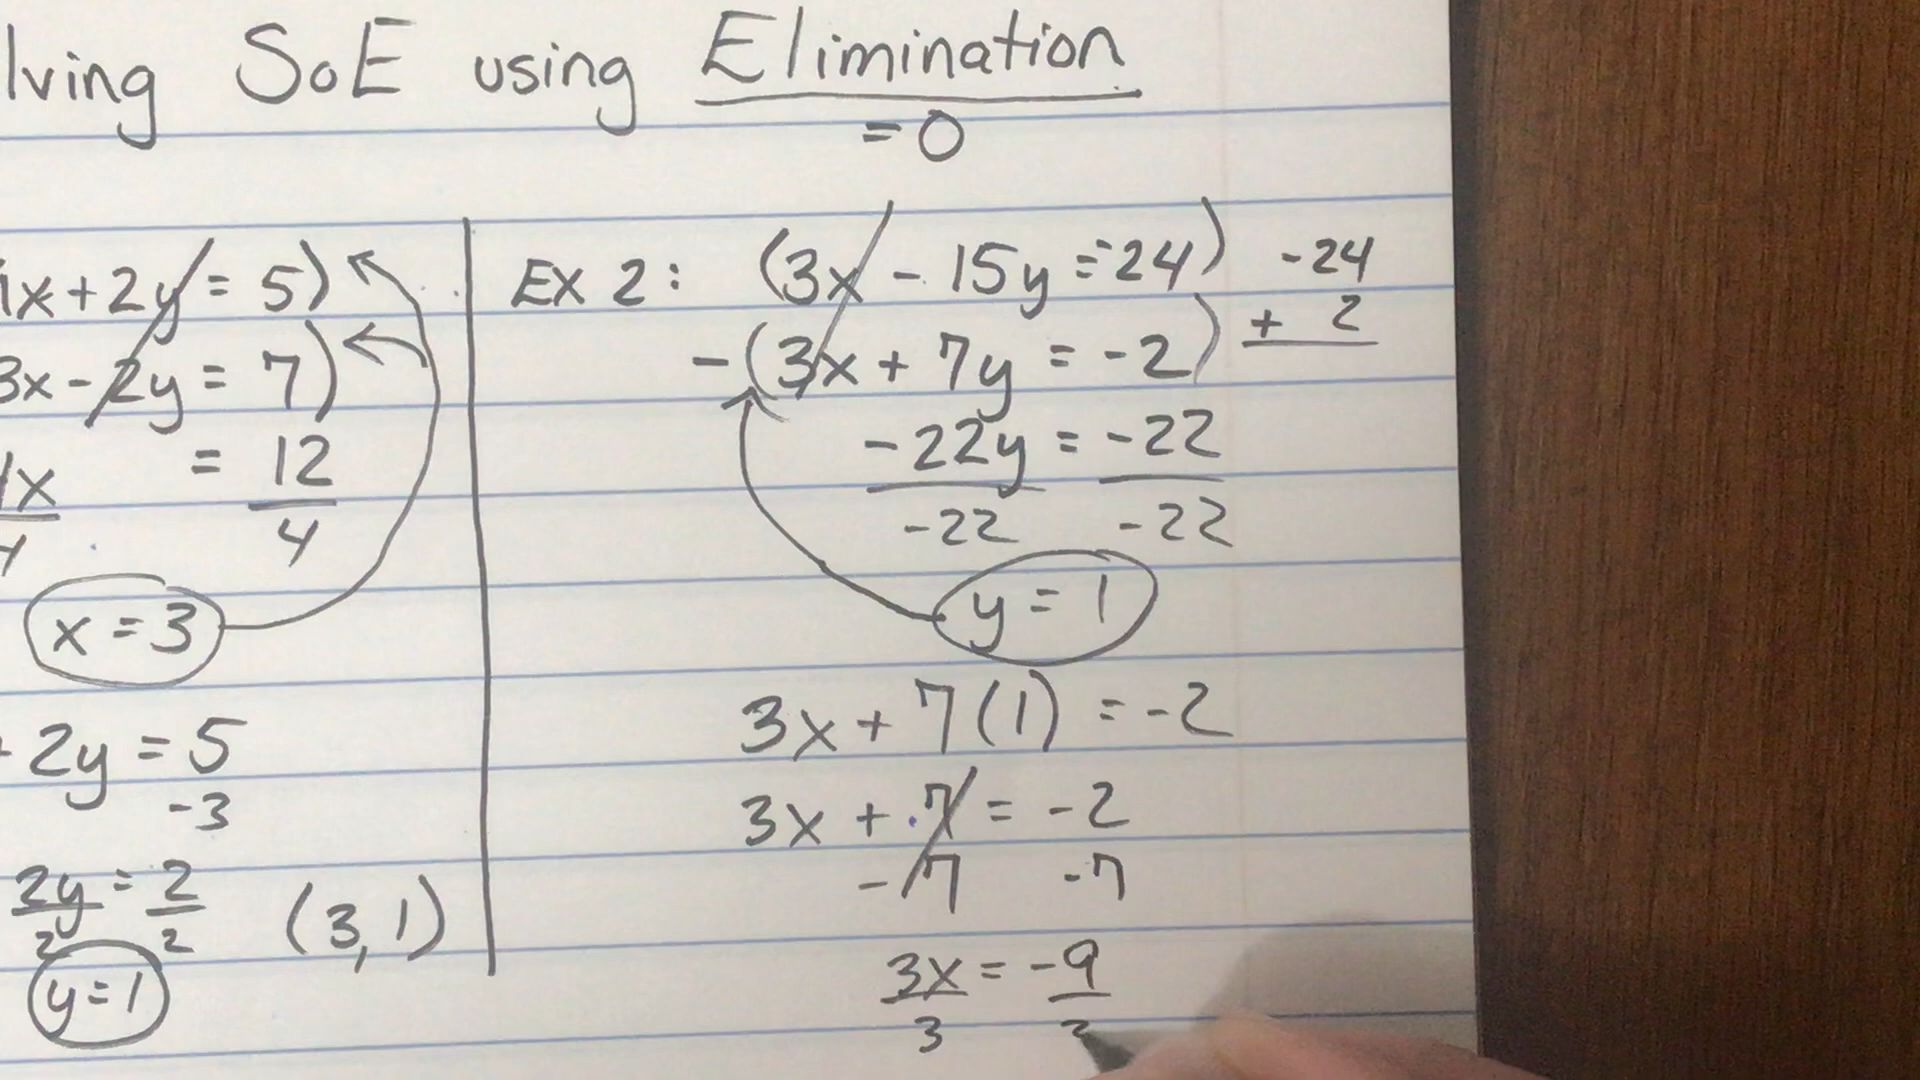 lving SoE using Elimination
= 0
1x + 2y = 5)
3x - 2y = 7)
x = 12
4
x = 3
2y = 5
-3
2y = 2
2 2
y = 1
(3, 1)
Ex 2: (3x - 15y = -24) -24
-(3x + 7y = -2) + 2
-22y = -22
-22 -22
y = 1
3x + 7(1) = -2
3x + 7 = -2
-7 -7
3x = -9
3